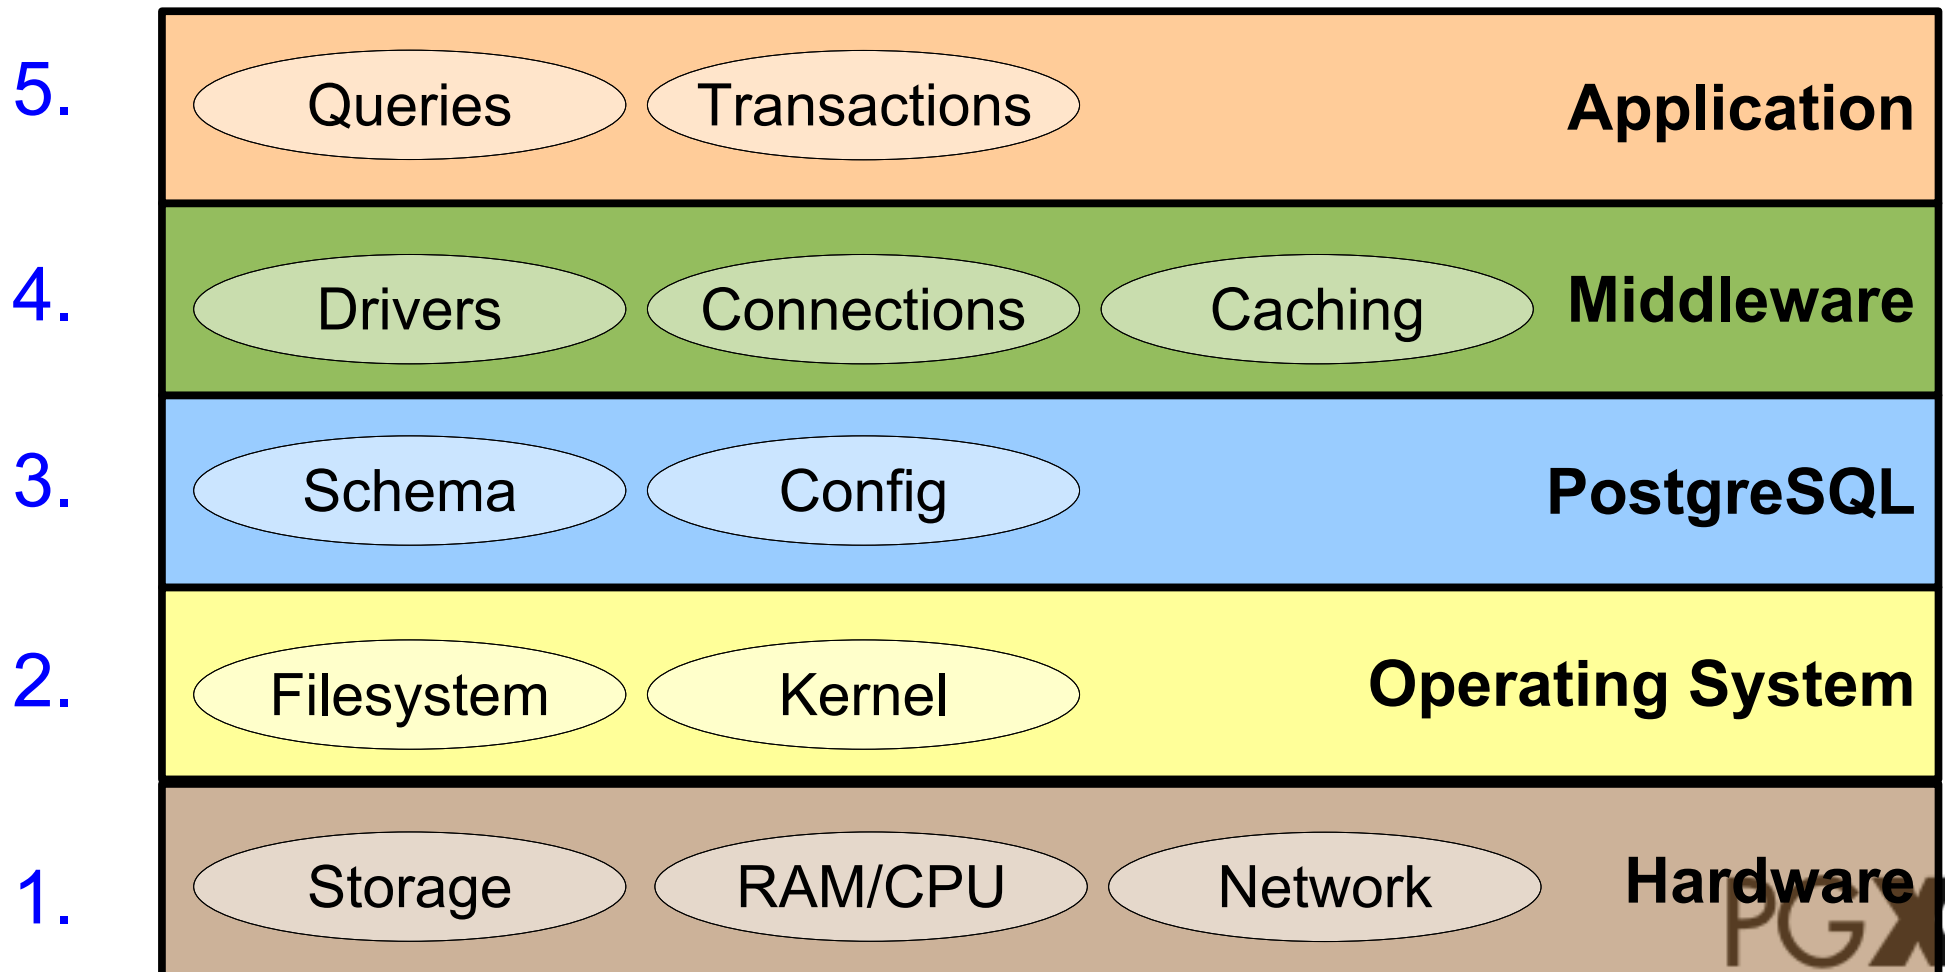 5.
Queries
Transactions
Application
4.
Drivers
Connections
Caching
Middleware
3.
Schema
Config
PostgreSQL
2.
Filesystem
Kernel
Operating System
1.
Storage
RAM/CPU
Network
Hardware
PGX